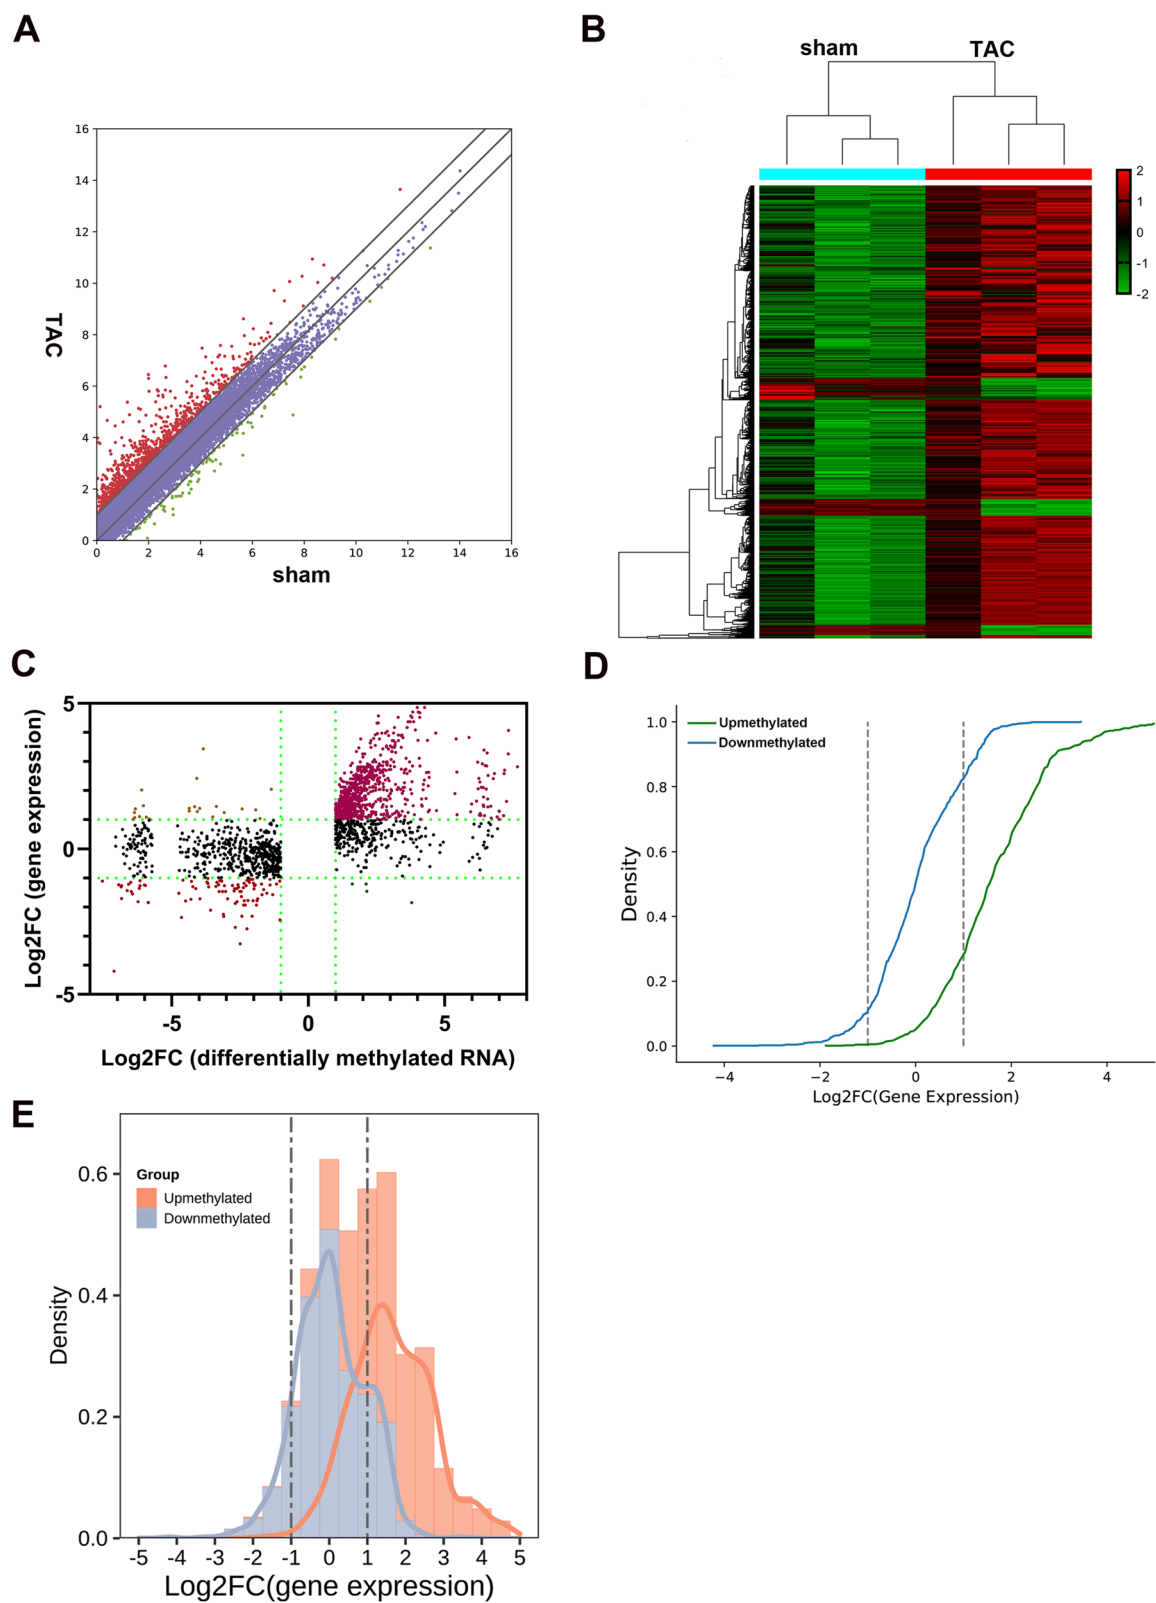 A
16
14
12
10
8
6
4
2
0
0 2 4 6 8 10 12 14 16
TAC
sham
B
sham TAC
2
1
0
-1
-2
C
5
0
-5
-5 0 5
Log2FC (gene expression)
Log2FC (differentially methylated RNA)
D
Upmethylated
Downmethylated
1.0
0.8
0.6
0.4
0.2
0.0
−4 −2 0 2 4
Density
Log2FC(Gene Expression)
E
Group
Upmethylated
Downmethylated
0.6
0.4
0.2
0.0
-5 -4 -3 -2 -1 0 1 2 3 4 5
Density
Log2FC(gene expression)